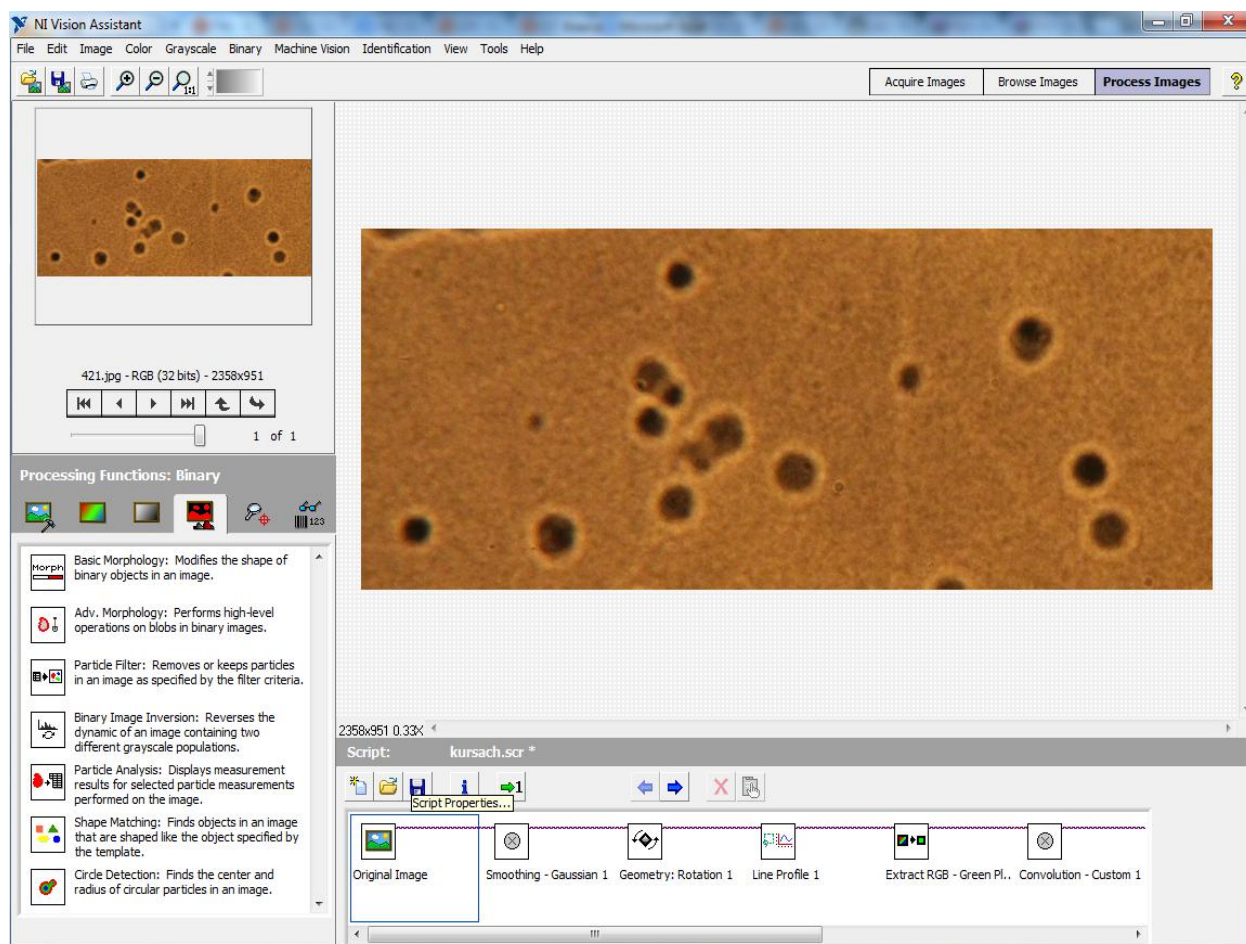 NI Vision Assistant
File Edit Image Color Grayscale Binary Machine Vision Identification View Tools Help
1:1
Acquire Images Browse Images Process Images
421.jpg - RGB (32 bits) - 2358x951
1 of 1
Processing Functions: Binary
123
Morph
Basic Morphology: Modifies the shape of
binary objects in an image.
Adv. Morphology: Performs high-level
operations on blobs in binary images.
Particle Filter: Removes or keeps particles
in an image as specified by the filter criteria.
Binary Image Inversion: Reverses the
dynamic of an image containing two
different grayscale populations.
Particle Analysis: Displays measurement
results for selected particle measurements
performed on the image.
Shape Matching: Finds objects in an image
that are shaped like the object specified by
the template.
Circle Detection: Finds the center and
radius of circular particles in an image.
2358x951 0.33X
Script: kursach.scr *
1
Script Properties...
Original Image Smoothing - Gaussian 1 Geometry: Rotation 1 Line Profile 1 Extract RGB - Green Pl.. Convolution - Custom 1